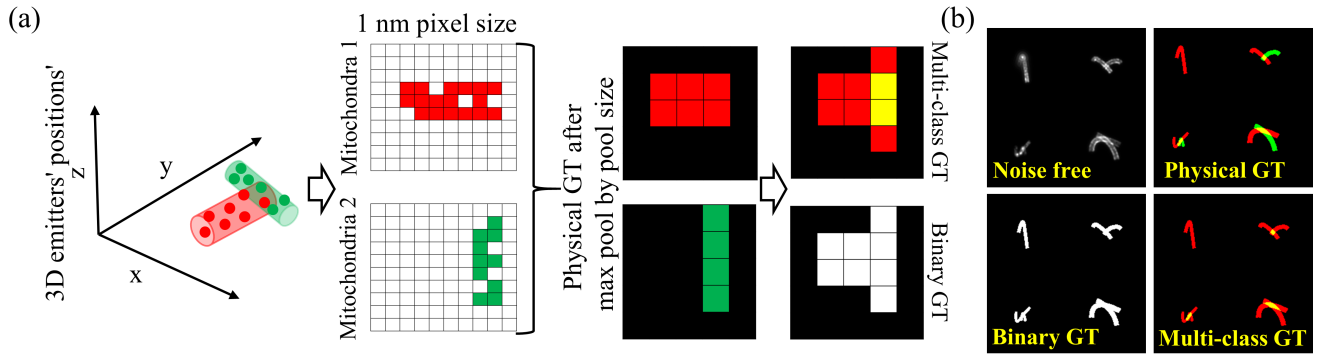 (a)
3D emitters' positions'
z
y
x
1 nm pixel size
Mitochondra 1
Mitochondria 2
Physical GT after
max pool by pool size
Multi-class GT
Binary GT
(b)
Noise free
Physical GT
Binary GT
Multi-class GT